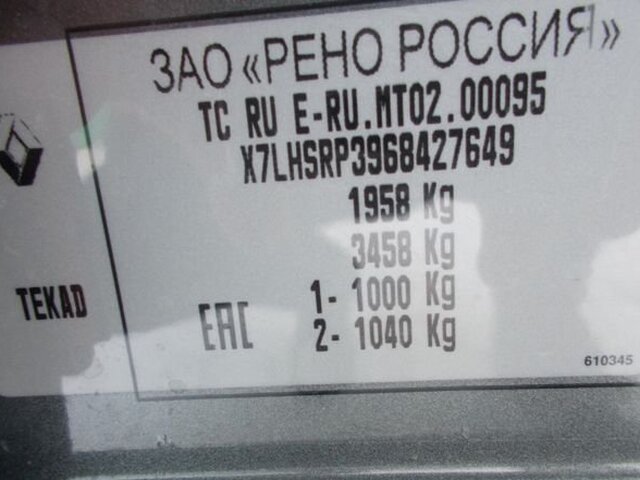 ЗАО «РЕНО РОССИЯ»
TC RU E-RU.MT02.00095
X7LHSRP3968427649
1958 Kg
3458 Kg
1- 1000 Kg
TEKAD
EAC
2- 1040 Kg
610345